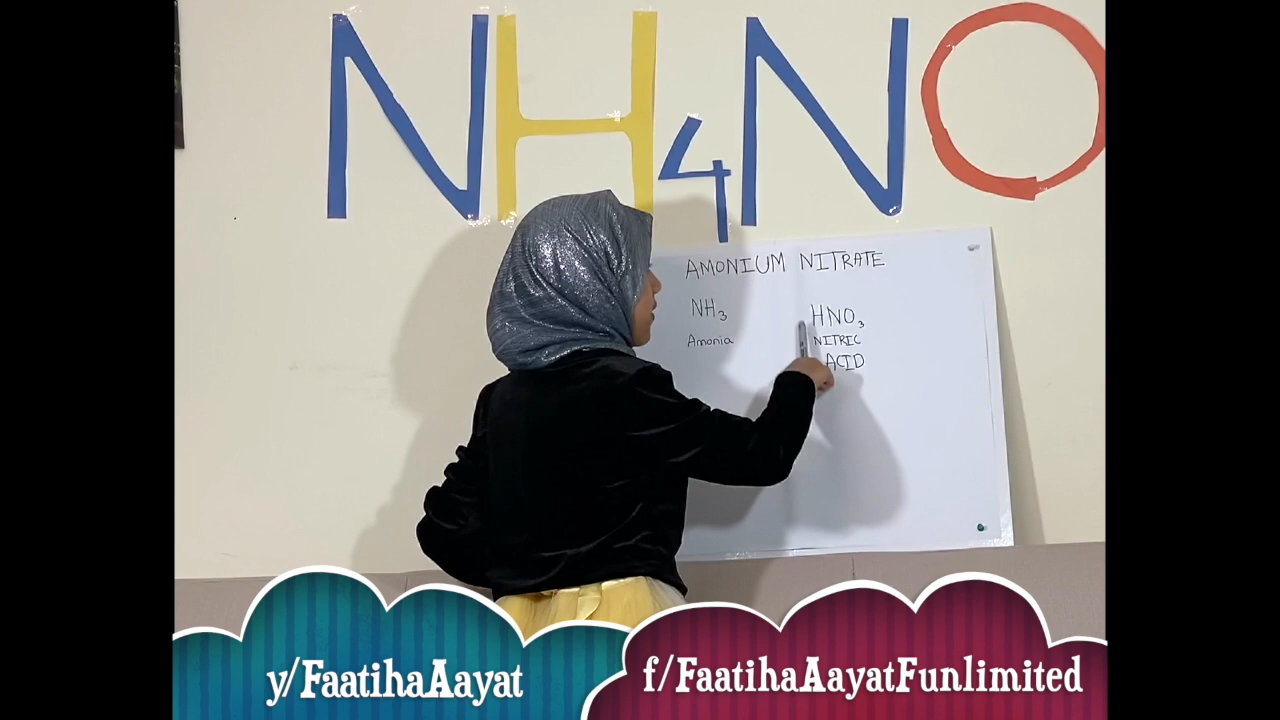 NH4NO
AMONIUM NITRATE
NH3 HNO3
Amonia NITRIC
ACID
y/FaatihaAayat
f/FaatihaAayatFunlimited